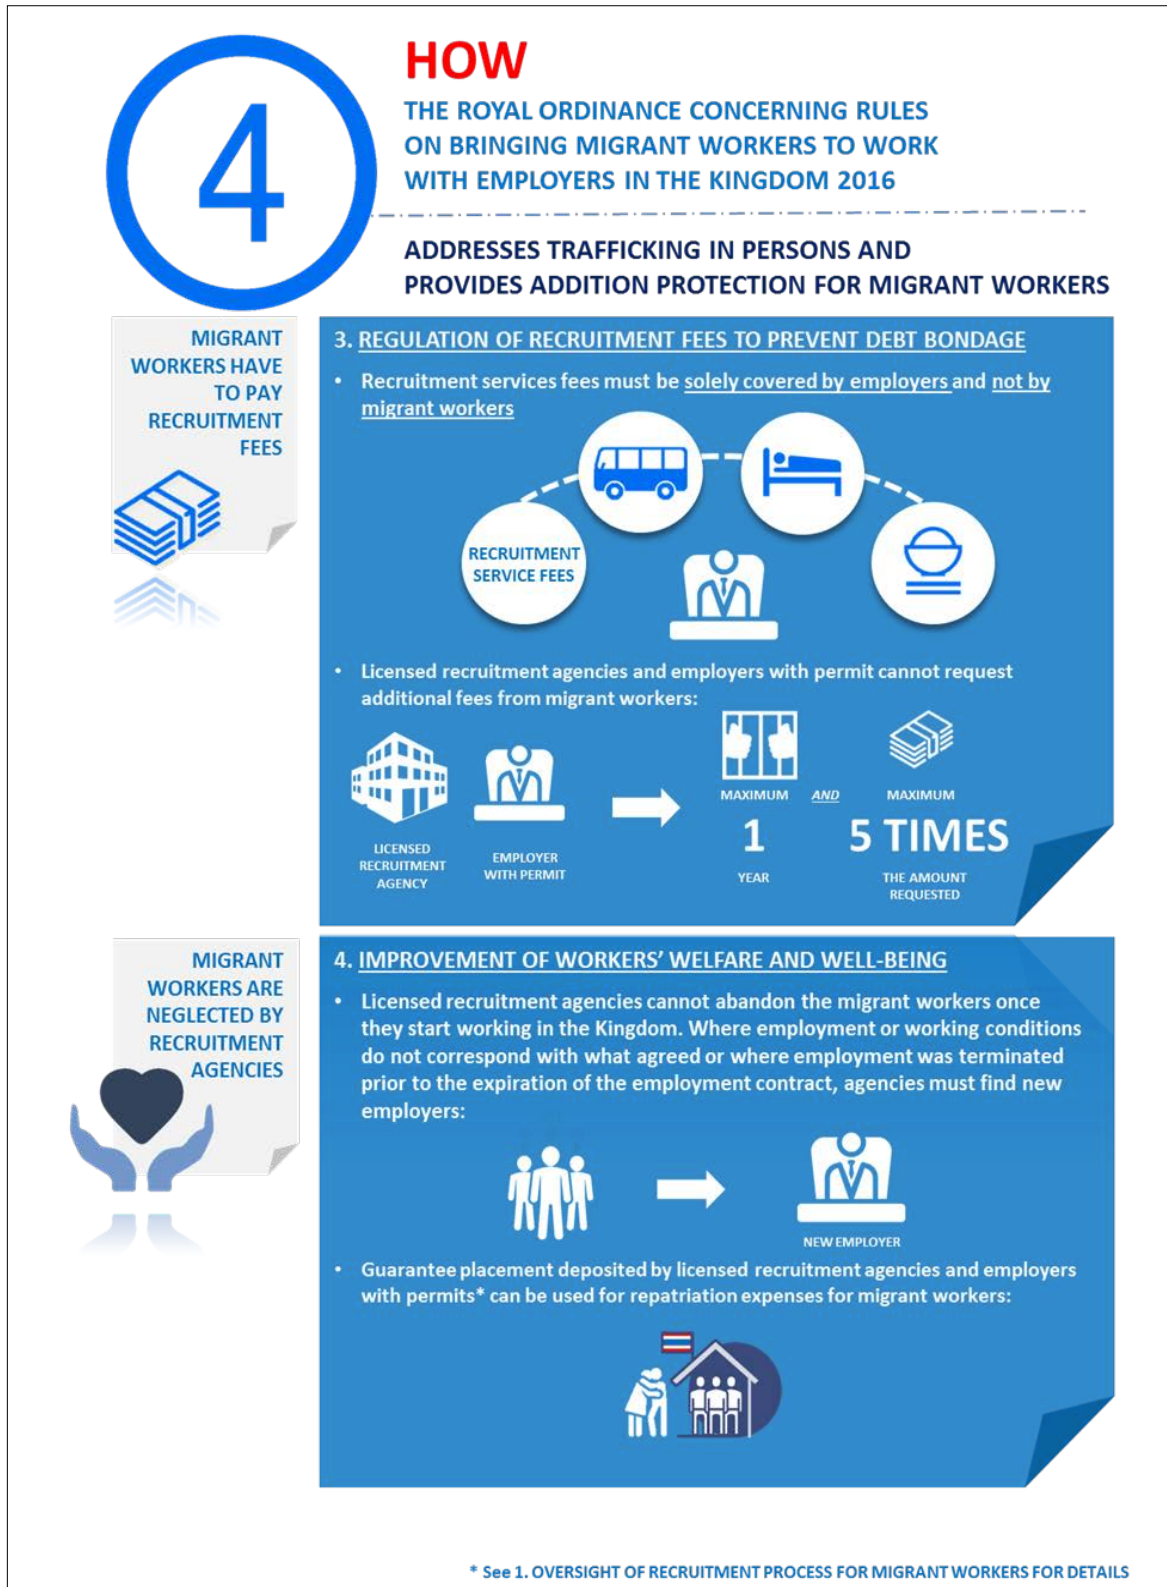 4
HOW
THE ROYAL ORDINANCE CONCERNING RULES
ON BRINGING MIGRANT WORKERS TO WORK
WITH EMPLOYERS IN THE KINGDOM 2016
ADDRESSES TRAFFICKING IN PERSONS AND
PROVIDES ADDITION PROTECTION FOR MIGRANT WORKERS
MIGRANT
WORKERS HAVE
TO PAY
RECRUITMENT
FEES
3. REGULATION OF RECRUITMENT FEES TO PREVENT DEBT BONDAGE
• Recruitment services fees must be solely covered by employers and not by
migrant workers
RECRUITMENT
SERVICE FEES
• Licensed recruitment agencies and employers with permit cannot request
additional fees from migrant workers:
LICENSED
RECRUITMENT
AGENCY
EMPLOYER
WITH PERMIT
MAXIMUM AND MAXIMUM
1 5 TIMES
YEAR THE AMOUNT
REQUESTED
MIGRANT
WORKERS ARE
NEGLECTED BY
RECRUITMENT
AGENCIES
4. IMPROVEMENT OF WORKERS' WELFARE AND WELL-BEING
• Licensed recruitment agencies cannot abandon the migrant workers once
they start working in the Kingdom. Where employment or working conditions
do not correspond with what agreed or where employment was terminated
prior to the expiration of the employment contract, agencies must find new
employers:
NEW EMPLOYER
• Guarantee placement deposited by licensed recruitment agencies and employers
with permits* can be used for repatriation expenses for migrant workers:
* See 1. OVERSIGHT OF RECRUITMENT PROCESS FOR MIGRANT WORKERS FOR DETAILS